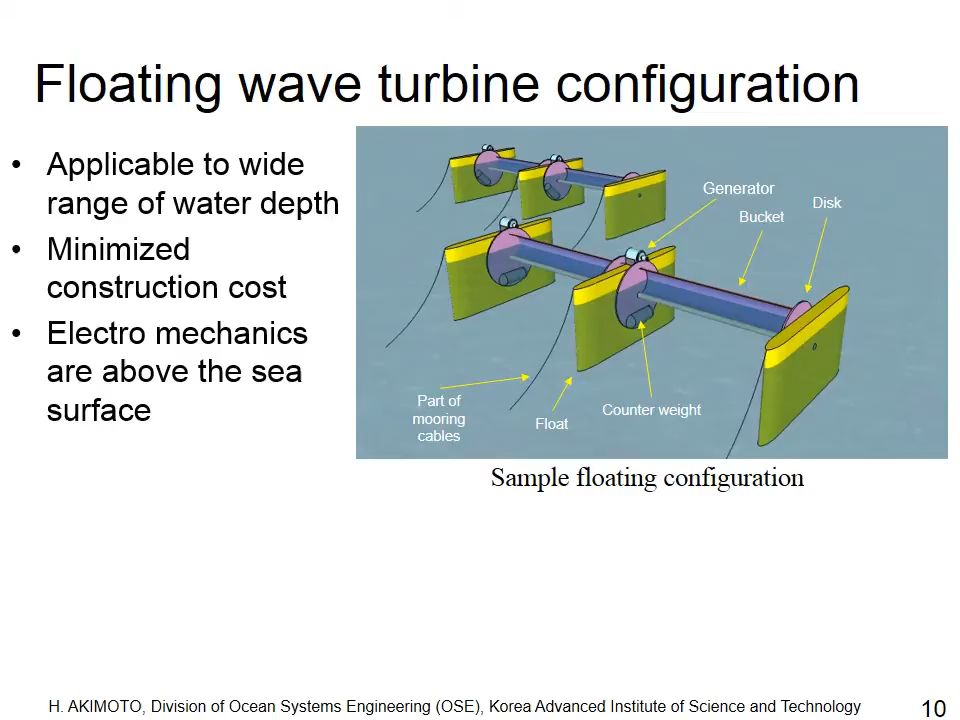 Floating wave turbine configuration
• Applicable to wide
range of water depth
• Minimized
construction cost
• Electro mechanics
are above the sea
surface
Generator
Bucket
Disk
Part of
mooring
cables
Float
Counter weight
Sample floating configuration
H. AKIMOTO, Division of Ocean Systems Engineering (OSE), Korea Advanced Institute of Science and Technology
10